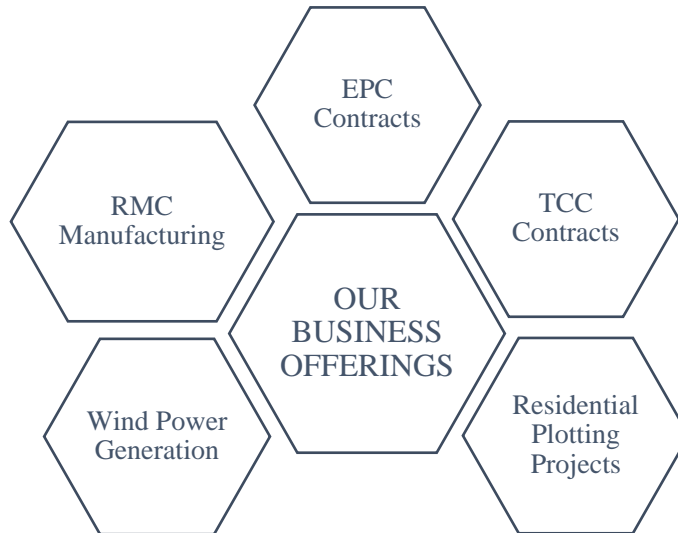 EPC
Contracts
RMC
Manufacturing
TCC
Contracts
OUR
BUSINESS
OFFERINGS
Wind Power
Generation
Residential
Plotting
Projects